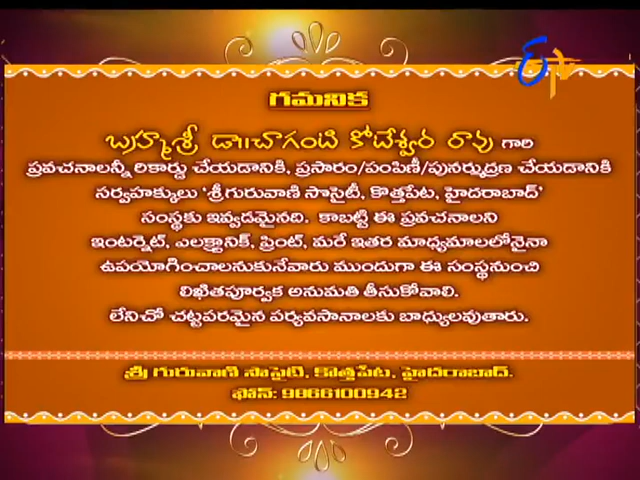 ETV
గమనిక
బ్రహ్మశ్రీ డా॥చాగంటి కోటేశ్వర రావు గారి
ప్రవచనాలన్నీ రికార్డు చేయడానికి, ప్రసారం/పంపిణీ/పునర్ముద్రణ చేయడానికి
సర్వహక్కులు ‘శ్రీగురువాణి సొసైటీ, కొత్తపేట, హైదరాబాద్’
సంస్థకు ఇవ్వడమైనది. కాబట్టి ఈ ప్రవచనాలని
ఇంటర్నెట్, ఎలక్ట్రానిక్, ప్రింట్, మరే ఇతర మాధ్యమాలలోనైనా
ఉపయోగించాలనుకునేవారు ముందుగా ఈ సంస్థనుంచి
లిఖితపూర్వక అనుమతి తీసుకోవాలి.
లేనిచో చట్టపరమైన పర్యవసానాలకు బాధ్యులవుతారు.
శ్రీ గురువాణి సొసైటి, కొత్తపేట, హైదరాబాద్.
ఫోన్: 9866100942